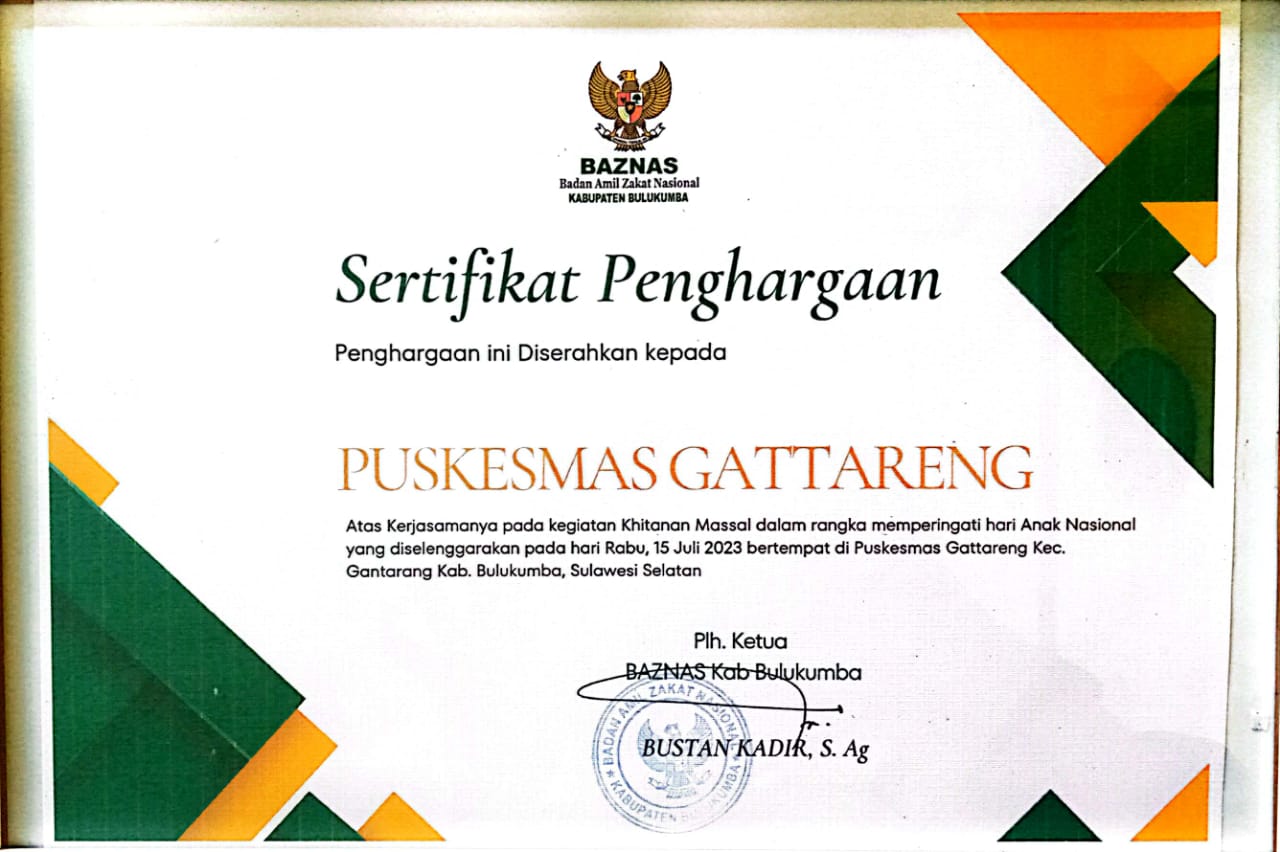 BAZNAS
Badan Amil Zakat Nasional
KABUPATEN BULUKUMBA
Sertifikat Penghargaan
Penghargaan ini Diserahkan kepada
PUSKESMAS GATTARENG
Atas Kerjasamanya pada kegiatan Khitanan Massal dalam rangka memperingati hari Anak Nasional
yang diselenggarakan pada hari Rabu, 15 Juli 2023 bertempat di Puskesmas Gattareng Kec.
Gantarang Kab. Bulukumba, Sulawesi Selatan
Plh. Ketua
BAZNAS Kab Bulukumba
BADAN AMIL ZAKAT NASIONAL
KABUPATEN BULUKUMBA
BUSTAN KADIR, S. Ag